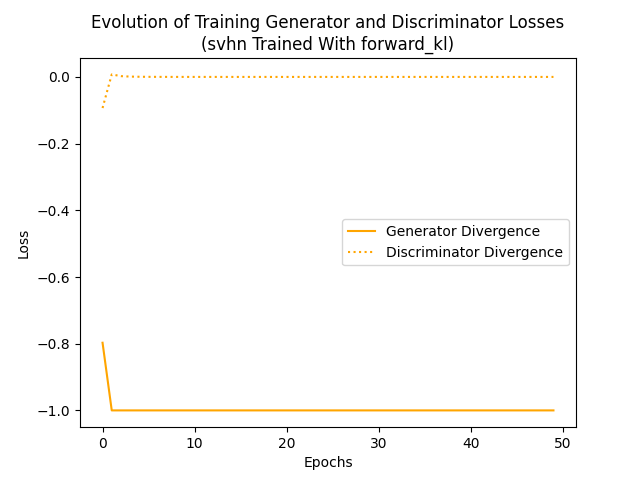 Evolution of Training Generator and Discriminator Losses
(svhn Trained With forward_kl)
0.0
−0.2
−0.4
−0.6
−0.8
−1.0
Loss
Generator Divergence
Discriminator Divergence
0 10 20 30 40 50
Epochs